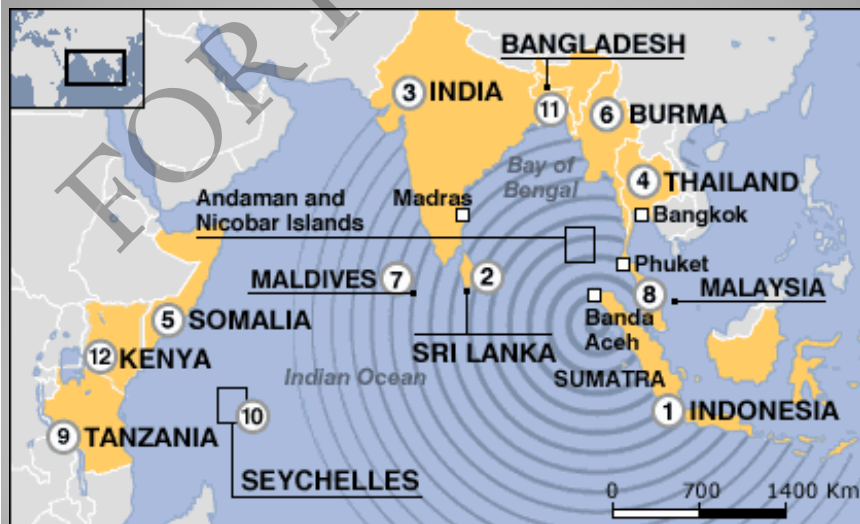 FOR
BANGLADESH
3 INDIA
11
6 BURMA
Bay of
Bengal
4 THAILAND
Andaman and
Nicobar Islands
Madras
Bangkok
Phuket
MALDIVES 7
2
8 MALAYSIA
5 SOMALIA
Banda
Aceh
SRI LANKA
12 KENYA
Indian Ocean
SUMATRA
10
1 INDONESIA
9 TANZANIA
SEYCHELLES
0 700 1400 Km